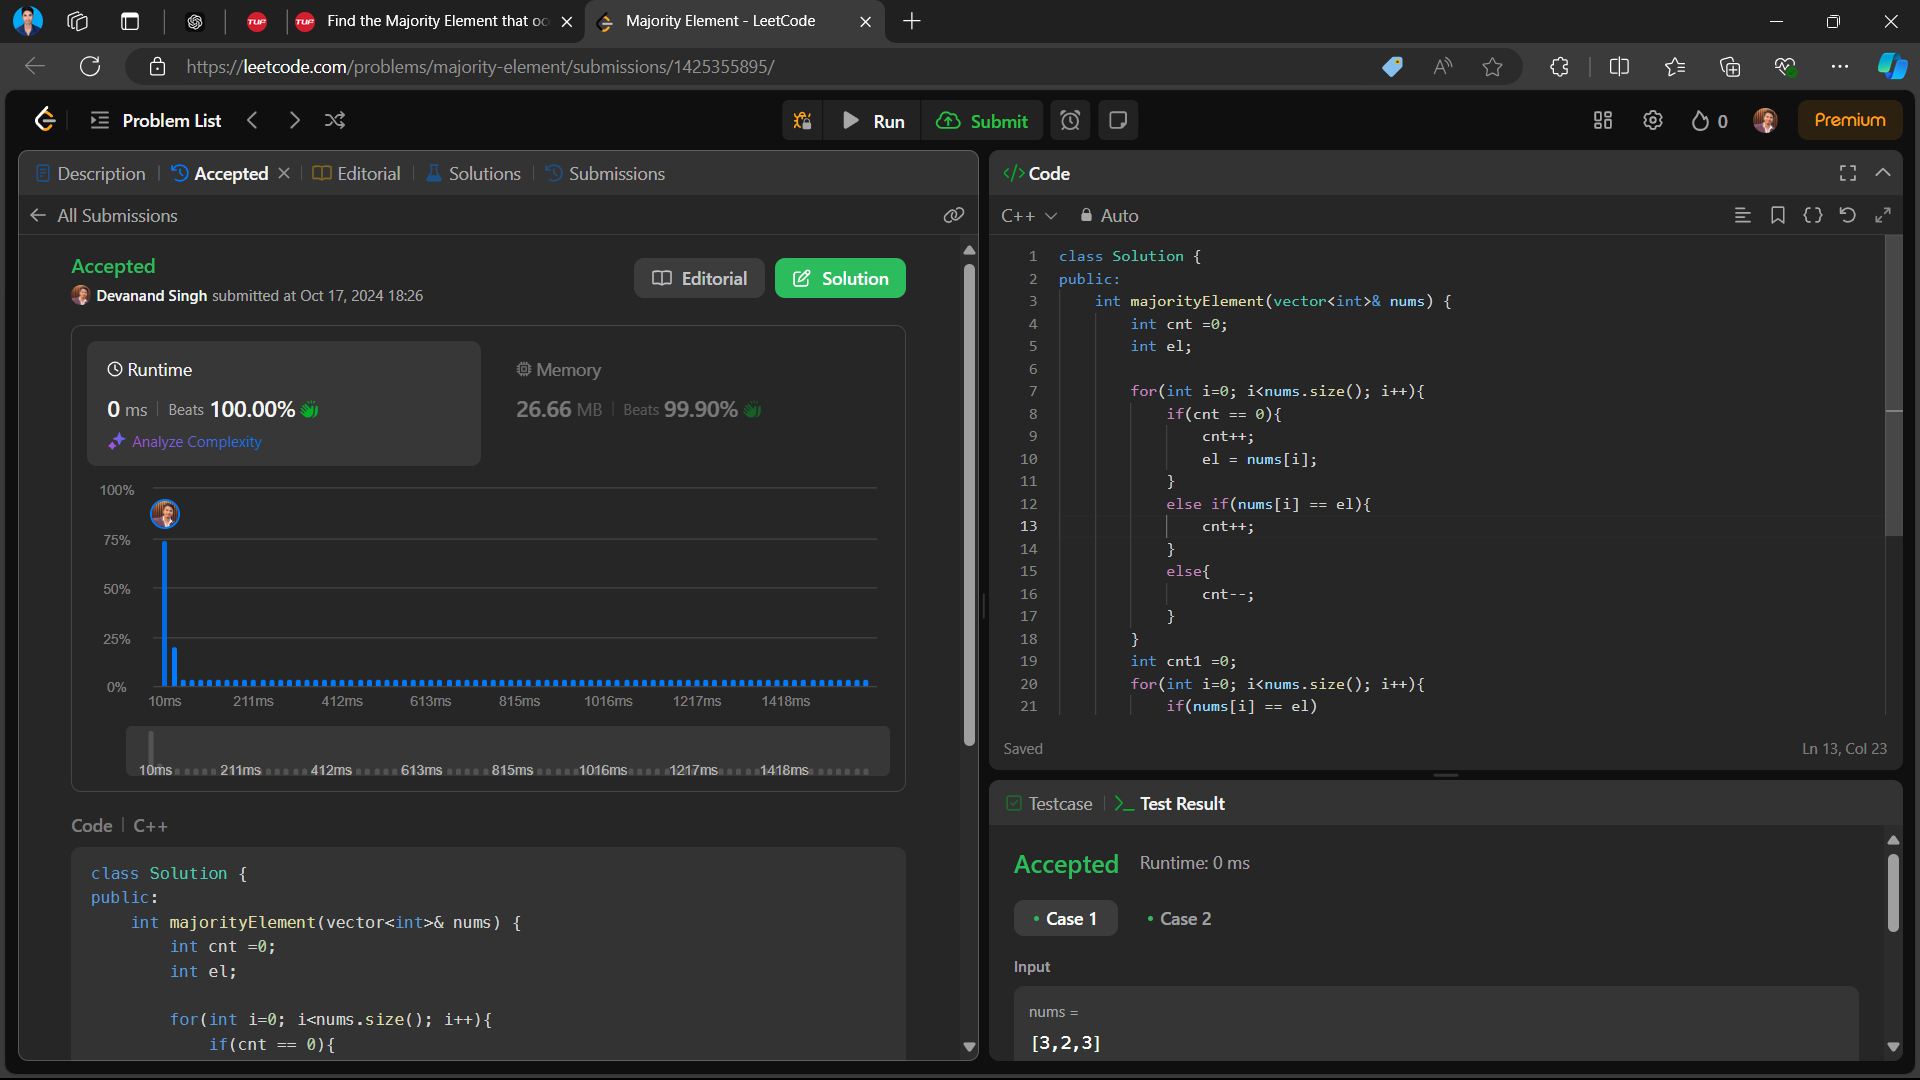 Find the Majority Element that oc
Majority Element - LeetCode
https://leetcode.com/problems/majority-element/submissions/1425355895/
Problem List
Run
Submit
0
Premium
Description
Accepted
Editorial
Solutions
Submissions
All Submissions
Accepted
Devanand Singh submitted at Oct 17, 2024 18:26
Editorial
Solution
Runtime
0 ms | Beats 100.00%
Analyze Complexity
Memory
26.66 MB | Beats 99.90%
100%
75%
50%
25%
0%
10ms 211ms 412ms 613ms 815ms 1016ms 1217ms 1418ms
10ms 211ms 412ms 613ms 815ms 1016ms 1217ms 1418ms
Code | C++
class Solution {
public:
    int majorityElement(vector<int>& nums) {
        int cnt =0;
        int el;
        for(int i=0; i<nums.size(); i++){
            if(cnt == 0){
</> Code
C++ Auto
1 class Solution {
2 public:
3     int majorityElement(vector<int>& nums) {
4         int cnt =0;
5         int el;
6
7         for(int i=0; i<nums.size(); i++){
8             if(cnt == 0){
9                 cnt++;
10                 el = nums[i];
11             }
12             else if(nums[i] == el){
13                 cnt++;
14             }
15             else{
16                 cnt--;
17             }
18         }
19         int cnt1 =0;
20         for(int i=0; i<nums.size(); i++){
21             if(nums[i] == el)
Saved
Ln 13, Col 23
Testcase
Test Result
Accepted Runtime: 0 ms
Case 1
Case 2
Input
nums =
[3,2,3]